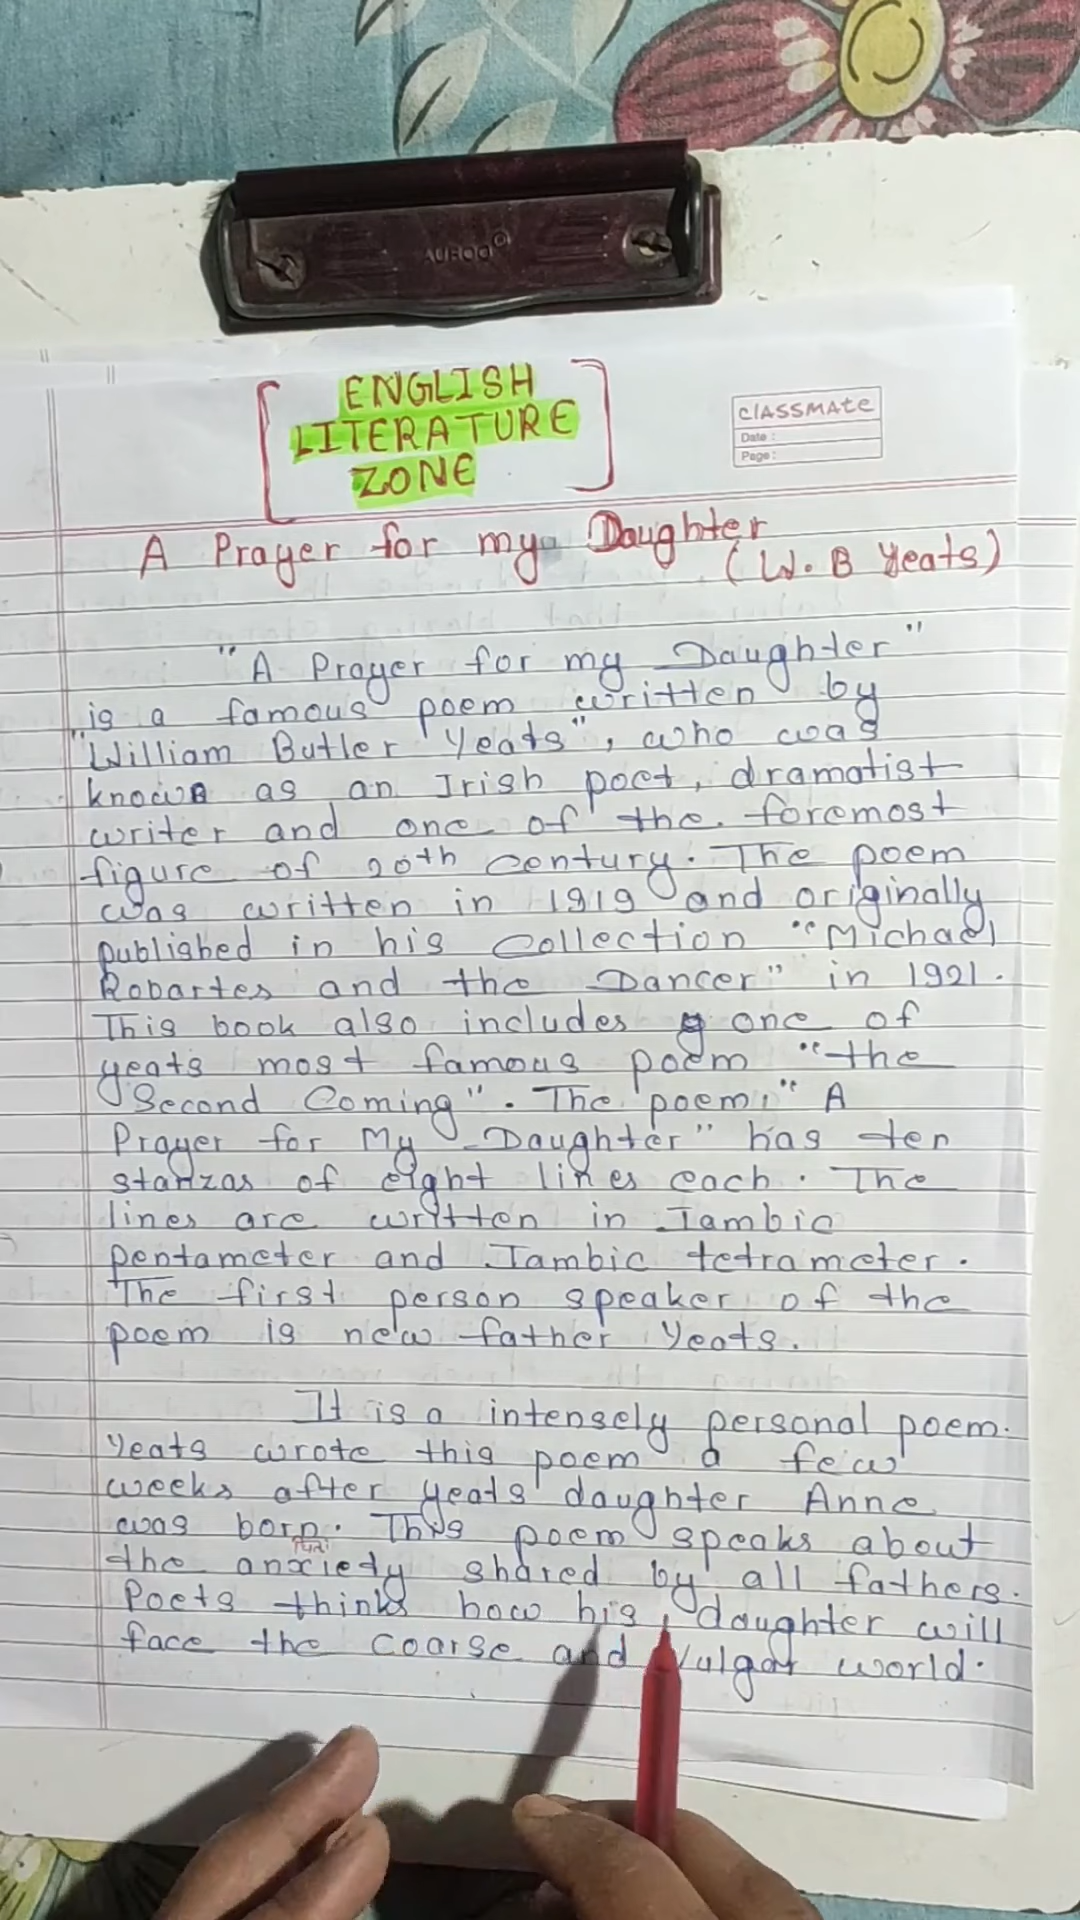 ENGLISH
LITERATURE
ZONE
CLASSMATE
Date :
Page :
A Prayer for my Daughter
(W. B Yeats)
"A Prayer for my Daughter"
is a famous poem written by
"William Butler Yeats", who was
known as an Irish poet, dramatist
writer and one of the foremost
figure of 20th century. The poem
was written in 1919 and originally
published in his collection "Michael
Robartes and the Dancer" in 1921.
This book also includes one of
yeats most famous poem "the
Second Coming". The poem, "A
Prayer for My Daughter" has ten
stanzas of eight lines each. The
lines are written in Iambic
pentameter and Iambic tetrameter.
The first person speaker of the
poem is new father Yeats.
It is a intensely personal poem.
Yeats wrote this poem a few
weeks after yeats daughter Anne
was born. This poem speaks about
the anxiety shared by all fathers.
Poets thinks how his daughter will
face the coarse and Vulgar world.